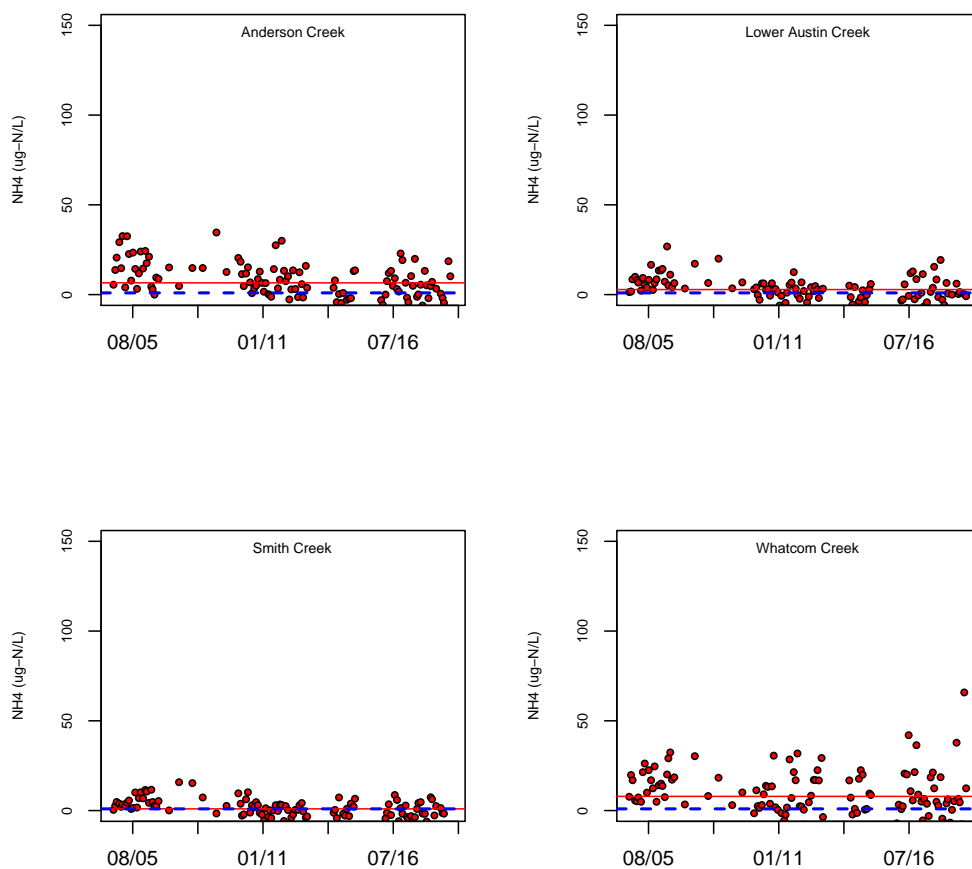 Anderson Creek
NH4 (ug−N/L)
0 50 100 150
08/05 01/11 07/16
Lower Austin Creek
NH4 (ug−N/L)
0 50 100 150
08/05 01/11 07/16
Smith Creek
NH4 (ug−N/L)
0 50 100 150
08/05 01/11 07/16
Whatcom Creek
NH4 (ug−N/L)
0 50 100 150
08/05 01/11 07/16